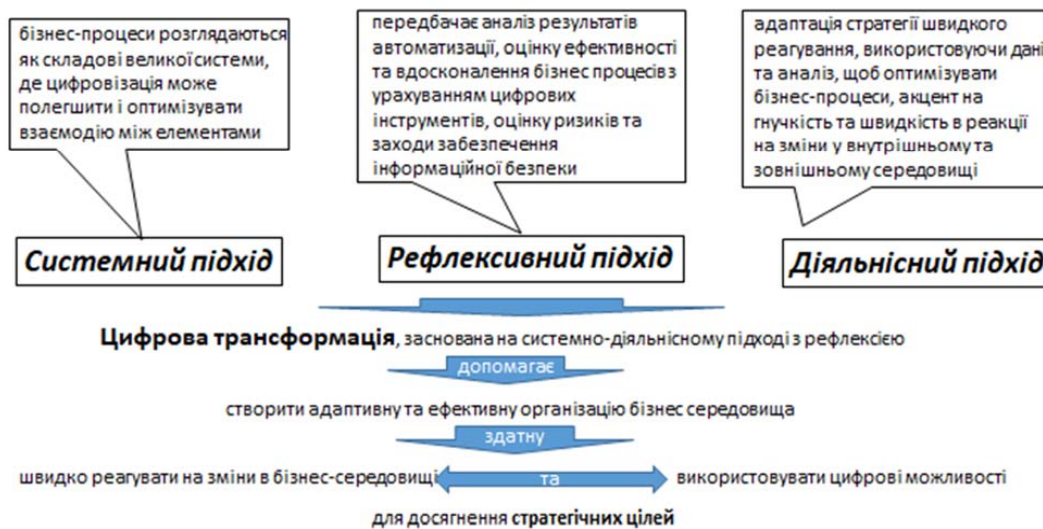 бізнес-процеси розглядаються
як складові великої системи,
де цифровізація може
полегшити і оптимізувати
взаємодію між елементами
передбачає аналіз результатів
автоматизації, оцінку ефективності
та вдосконалення бізнес процесів з
урахуванням цифрових
інструментів, оцінку ризиків та
заходи забезпечення
інформаційної безпеки
адаптація стратегії швидкого
реагування, використовуючи дані
та аналіз, щоб оптимізувати
бізнес-процеси, акцент на
гнучкість та швидкість в реакції
на зміни у внутрішньому та
зовнішньому середовищі
Системний підхід
Рефлексивний підхід
Діяльнісний підхід
Цифрова трансформація, заснована на системно-діяльнісному підході з рефлексією
допомагає
створити адаптивну та ефективну організацію бізнес середовища
здатну
швидко реагувати на зміни в бізнес-середовищі та використовувати цифрові можливості
для досягнення стратегічних цілей